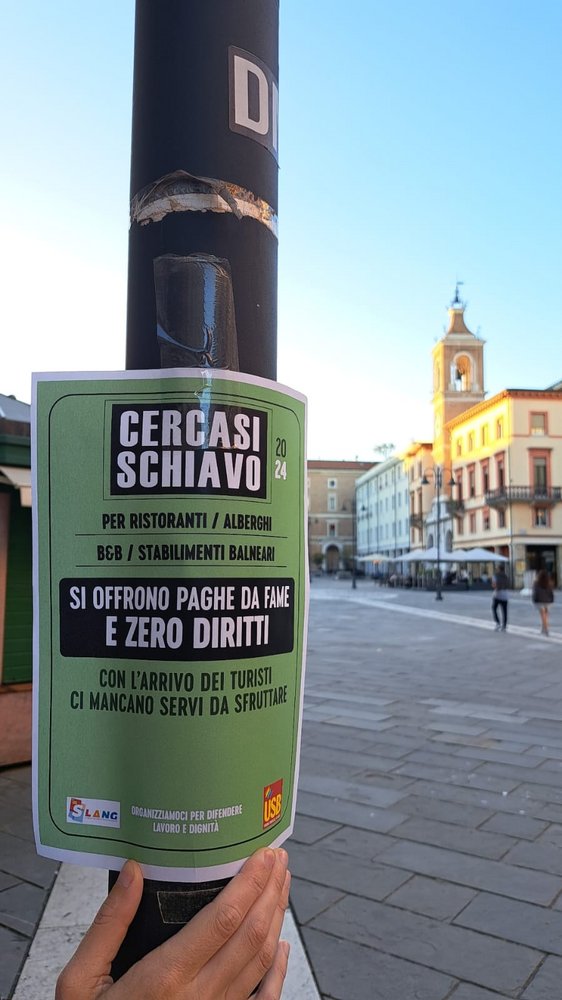 CERCASI
SCHIAVO
20
24
PER RISTORANTI / ALBERGHI
B&B / STABILIMENTI BALNEARI
SI OFFRONO PAGHE DA FAME
E ZERO DIRITTI
CON L'ARRIVO DEI TURISTI
CI MANCANO SERVI DA SFRUTTARE
SLANG
ORGANIZZIAMOCI PER DIFENDERE
LAVORO E DIGNITÀ
USB